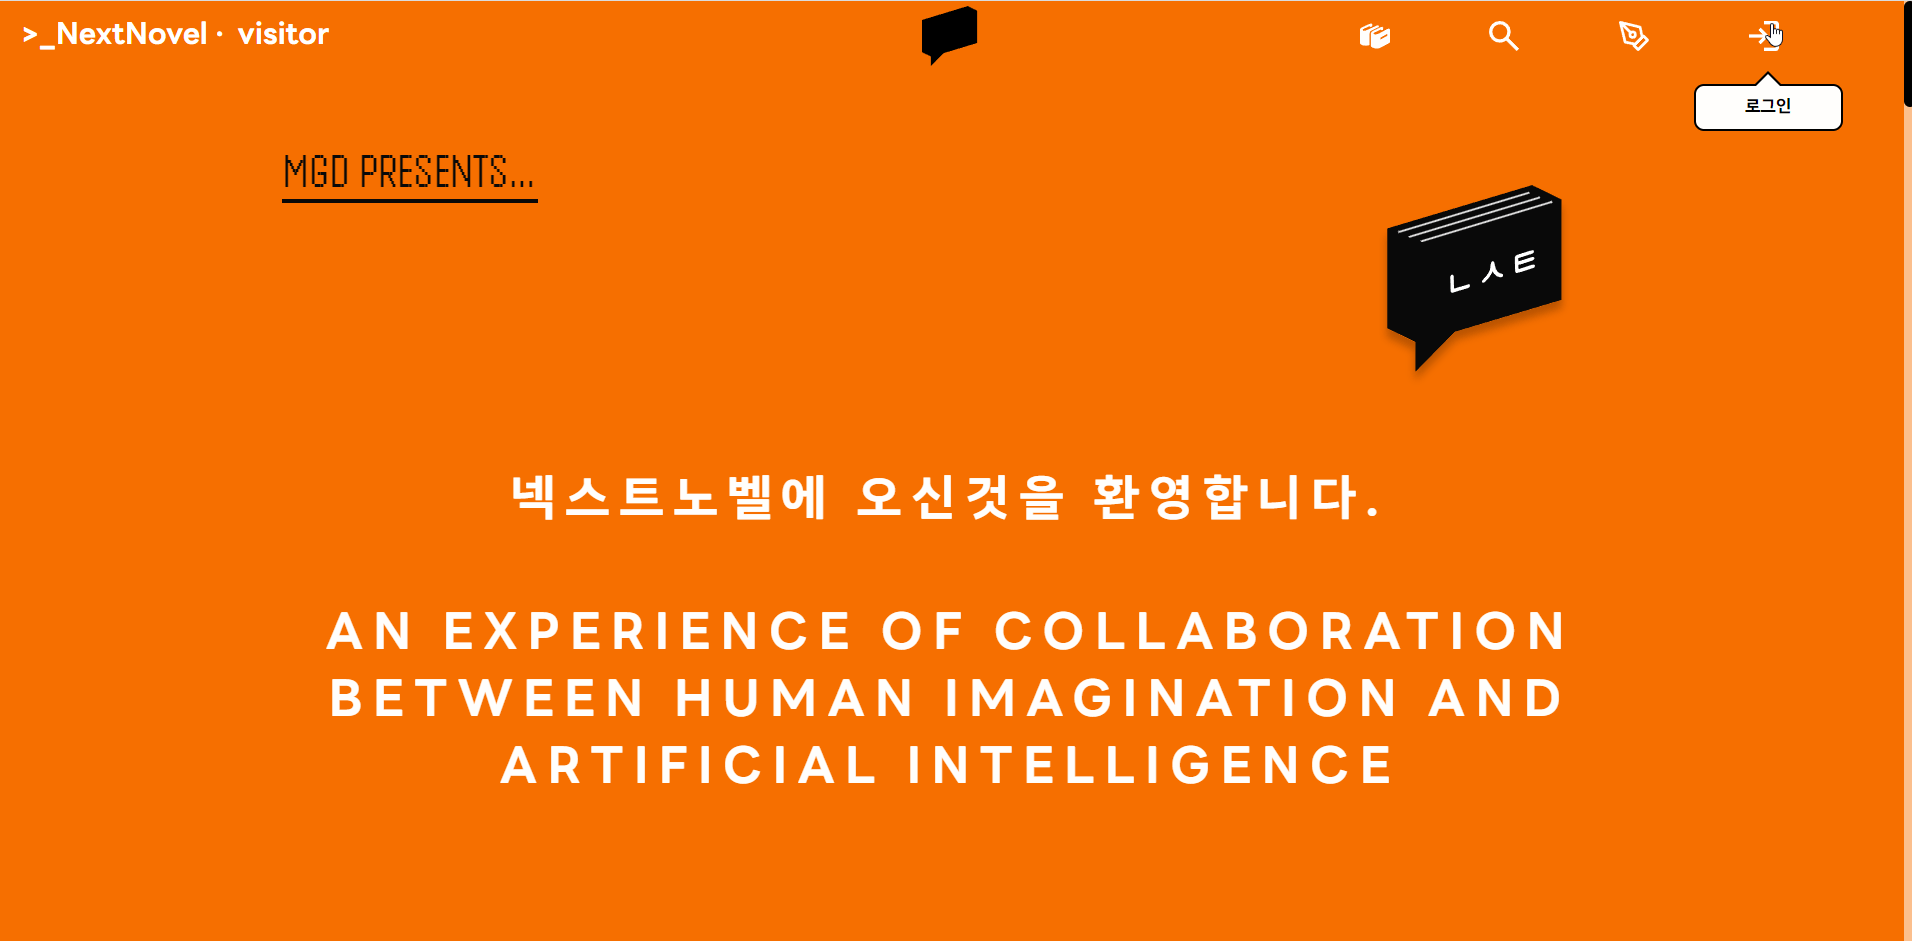 >_NextNovel · visitor
로그인
MGD PRESENTS...
ㄴㅅㅌ
넥스트노벨에 오신것을 환영합니다.
AN EXPERIENCE OF COLLABORATION
BETWEEN HUMAN IMAGINATION AND
ARTIFICIAL INTELLIGENCE